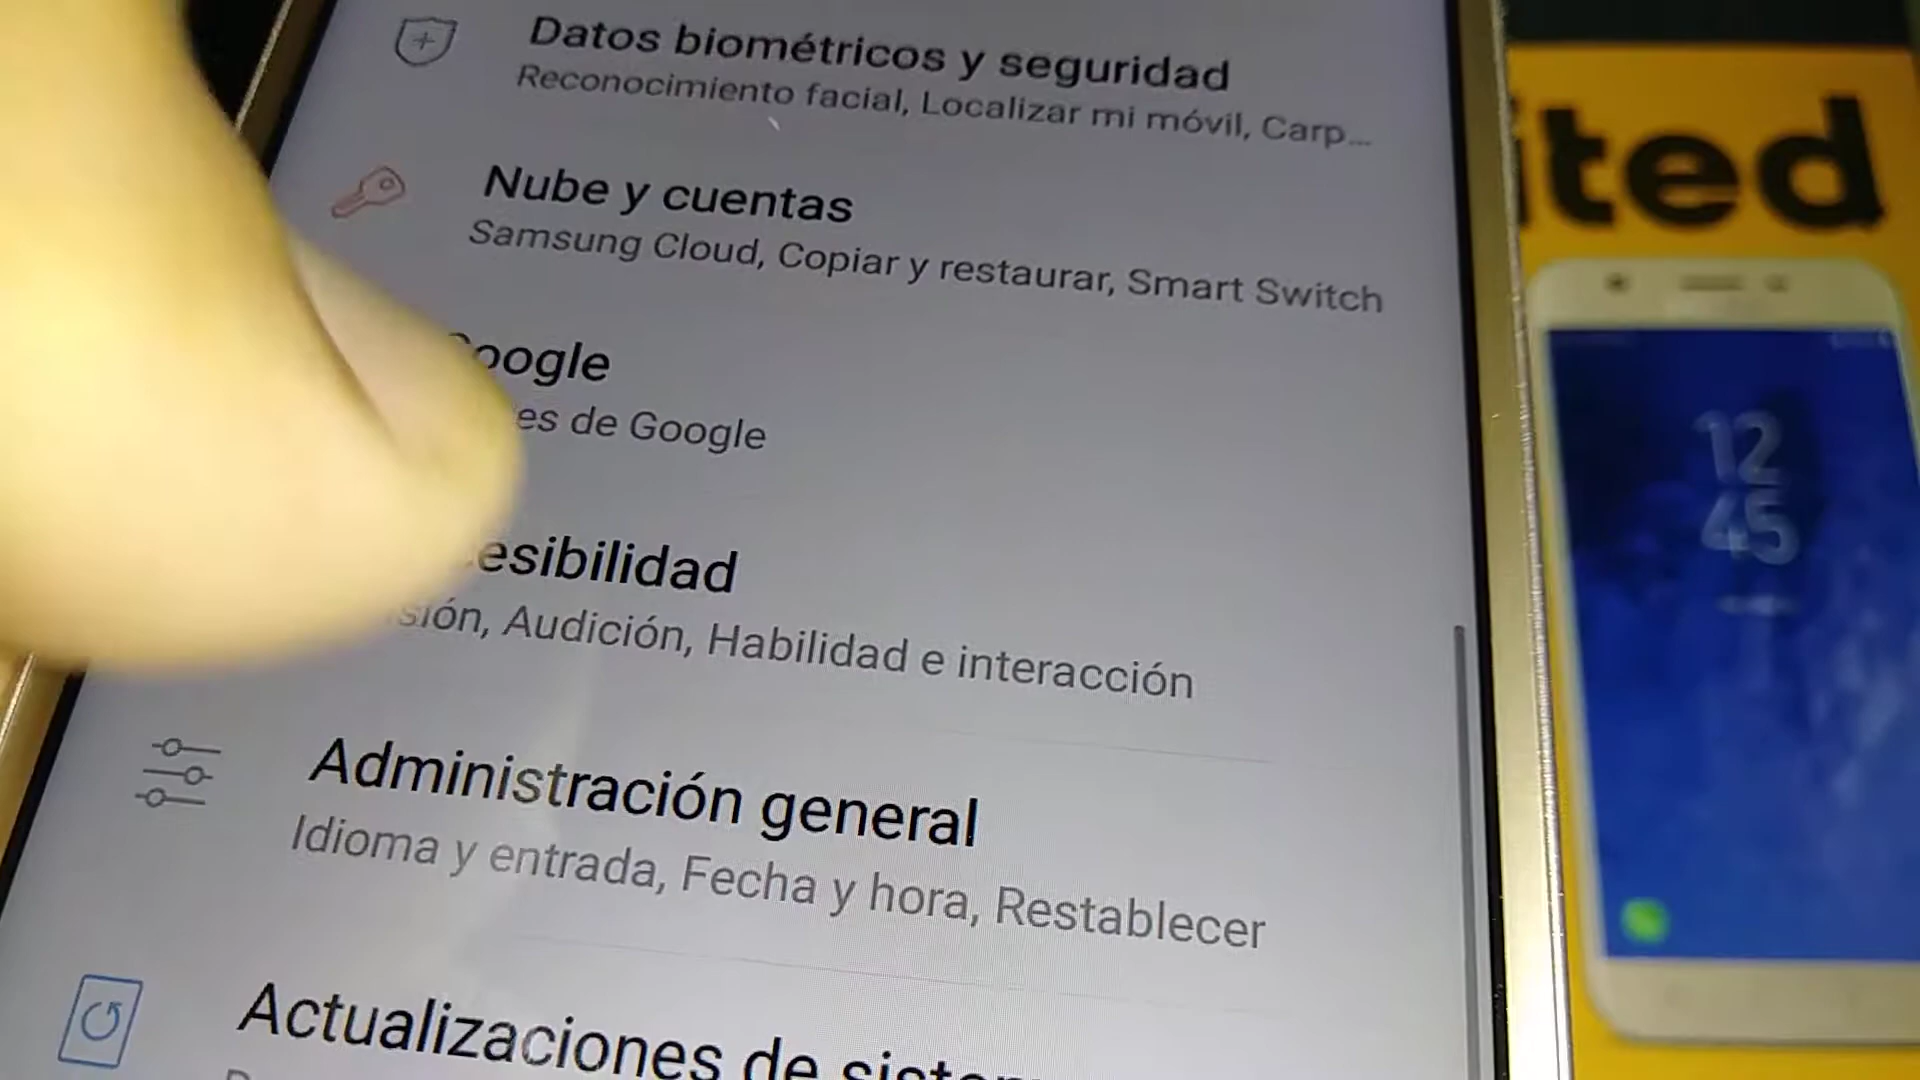 Datos biométricos y seguridad
Reconocimiento facial, Localizar mi móvil, Carp...
Nube y cuentas
Samsung Cloud, Copiar y restaurar, Smart Switch
oogle
es de Google
esibilidad
sión, Audición, Habilidad e interacción
Administración general
Idioma y entrada, Fecha y hora, Restablecer
Actualizaciones de
ited
12
45